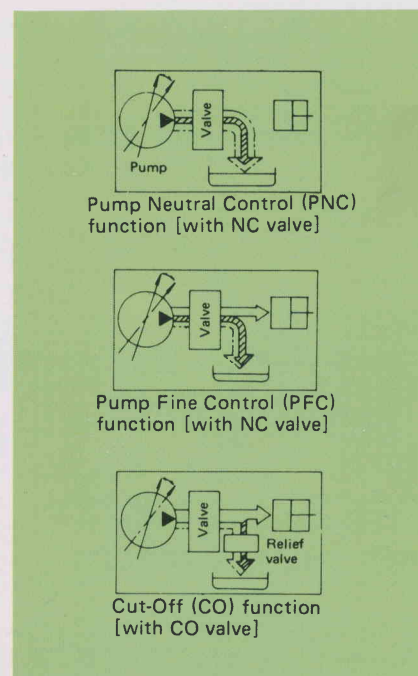 Valve
Pump
Pump Neutral Control (PNC)
function [with NC valve]
Valve
Pump Fine Control (PFC)
function [with NC valve]
Valve
Relief
valve
Cut-Off (CO) function
[with CO valve]